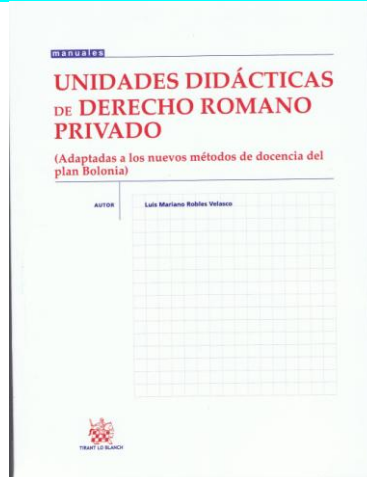 manuales
UNIDADES DIDÁCTICAS
DE DERECHO ROMANO
PRIVADO
(Adaptadas a los nuevos métodos de docencia del
plan Bolonia)
AUTOR
Luis Mariano Robles Velasco
TIRANT LO BLANCH